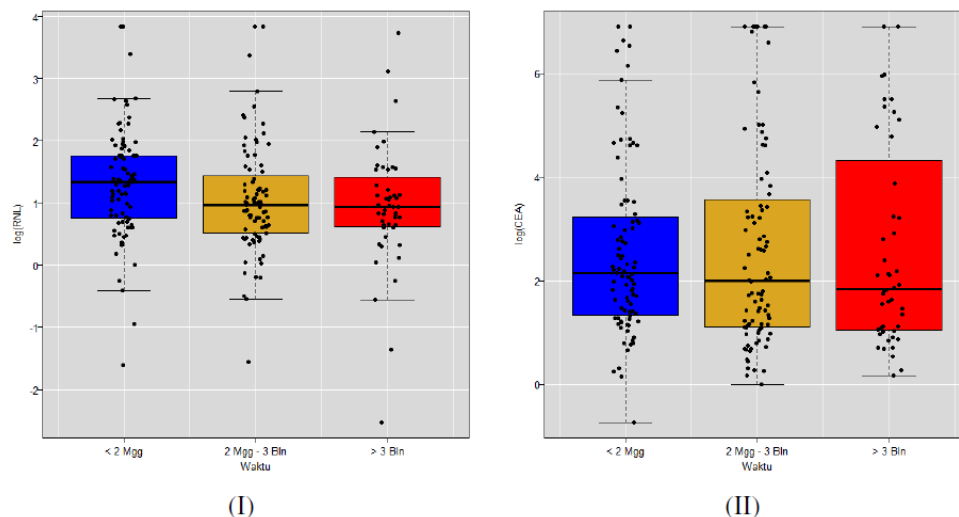 4
3
2
1
0
-1
-2
log(RNL)
< 2 Mgg
2 Mgg - 3 Bln
> 3 Bln
Waktu
(I)
6
4
2
0
log(CEA)
< 2 Mgg
2 Mgg - 3 Bln
> 3 Bln
Waktu
(II)